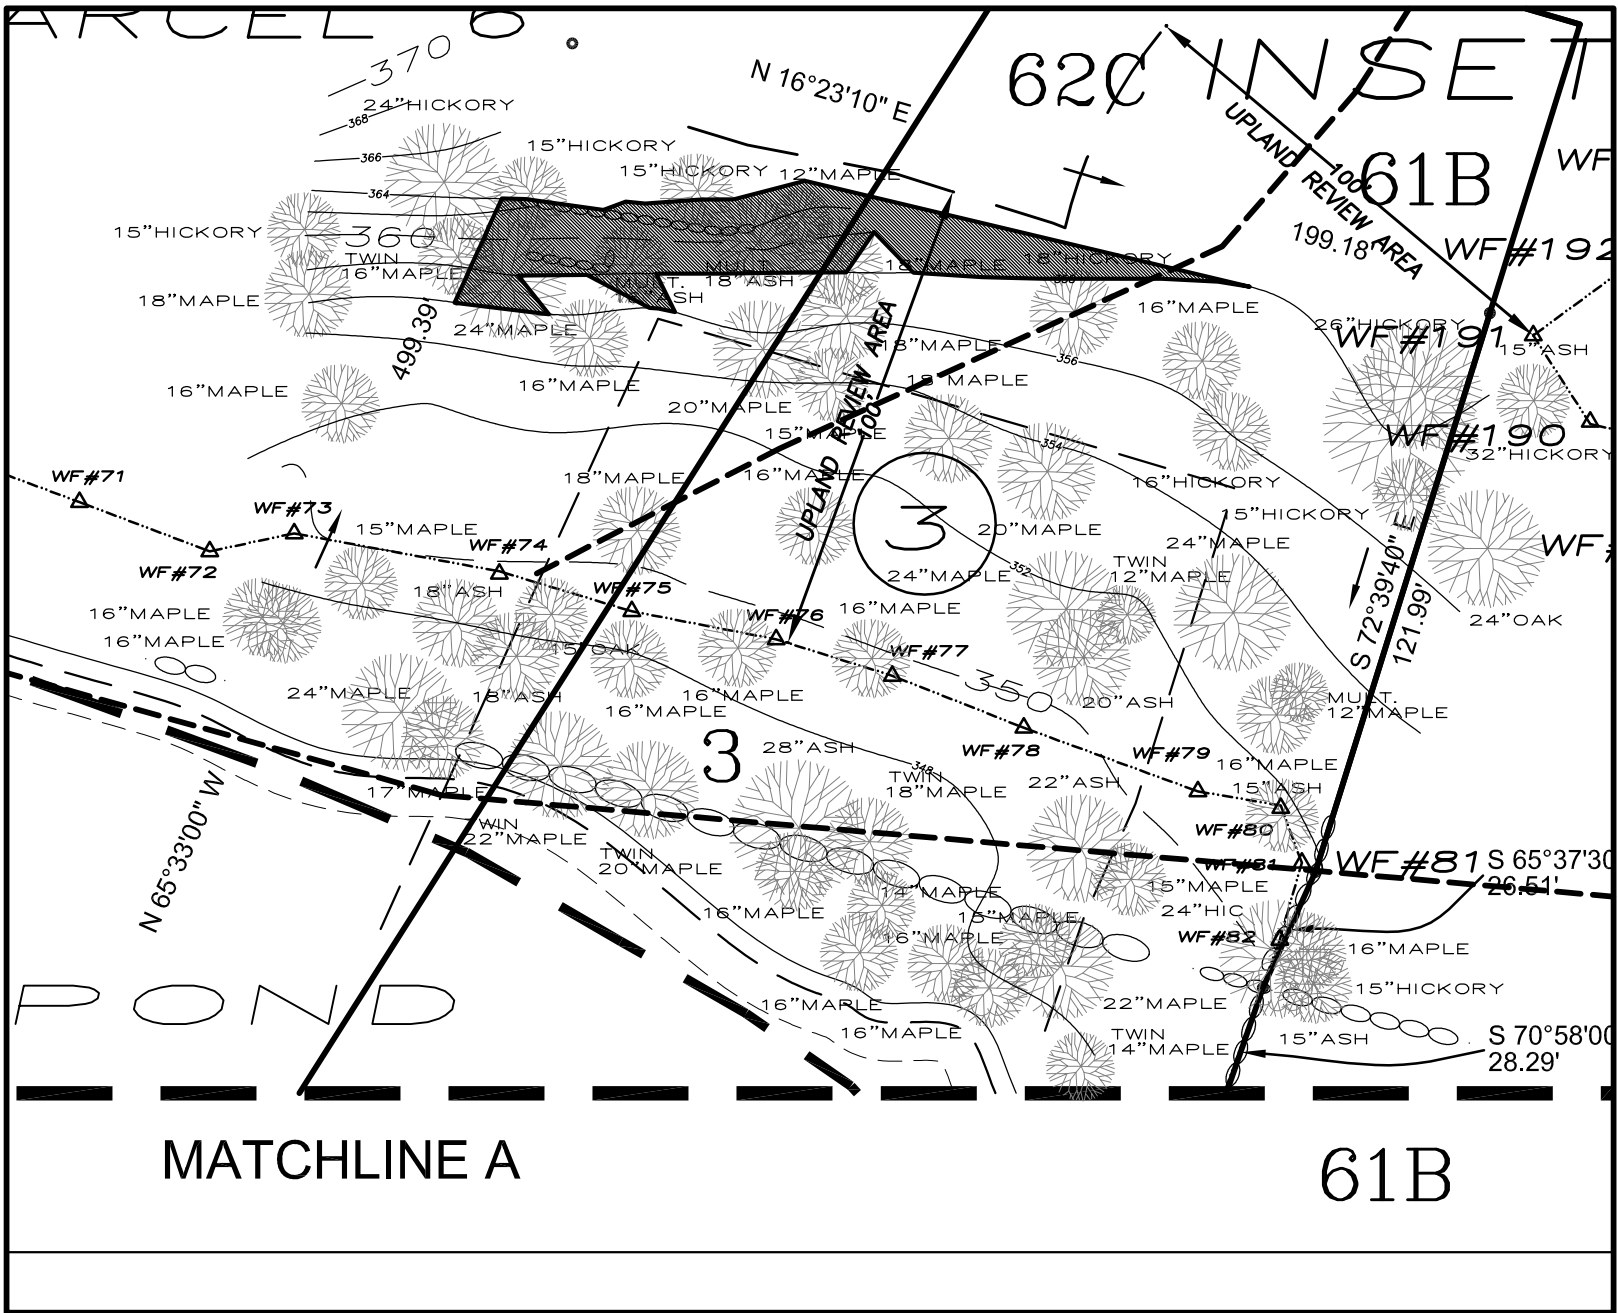 ARCEL 6
370
24"HICKORY
368
366
364
360
15"HICKORY
15"HICKORY
12"MAPLE
N 16°23'10" E
62C
INSET
UPLAND REVIEW AREA
100'
61B
WF
199.18'
WF#192
15"HICKORY
TWIN
16"MAPLE
18"MAPLE
499.39'
24"MAPLE
MULT.
18"ASH
MULT.
18"MAPLE
18"HICKORY
358
16"MAPLE
26"HICKORY
WF#191
15"ASH
16"MAPLE
16"MAPLE
18"MAPLE
356
18"MAPLE
20"MAPLE
15"MAPLE
UPLAND REVIEW AREA
100'
354
WF#190
32"HICKORY
WF#71
18"MAPLE
16"MAPLE
3
16"HICKORY
15"HICKORY
WF#73
15"MAPLE
20"MAPLE
24"MAPLE
WF#
WF#72
WF#74
WF#75
18"ASH
24"MAPLE
352
TWIN
12"MAPLE
S 72°39'40" E
121.99'
24"OAK
16"MAPLE
16"MAPLE
WF#76
16"MAPLE
15"OAK
WF#77
24"MAPLE
18"ASH
16"MAPLE
16"MAPLE
350
20"ASH
MULT.
12"MAPLE
3
28"ASH
WF#78
WF#79
16"MAPLE
348
TWIN
18"MAPLE
22"ASH
15"ASH
17"MAPLE
N 65°33'00" W
TWIN
22"MAPLE
TWIN
20"MAPLE
WF#80
WF#81
WF#81
S 65°37'30
26.51'
14"MAPLE
15"MAPLE
16"MAPLE
15"MAPLE
24"HIC
16"MAPLE
WF#82
16"MAPLE
POND
16"MAPLE
22"MAPLE
15"HICKORY
16"MAPLE
TWIN
14"MAPLE
15"ASH
S 70°58'00
28.29'
MATCHLINE A
61B